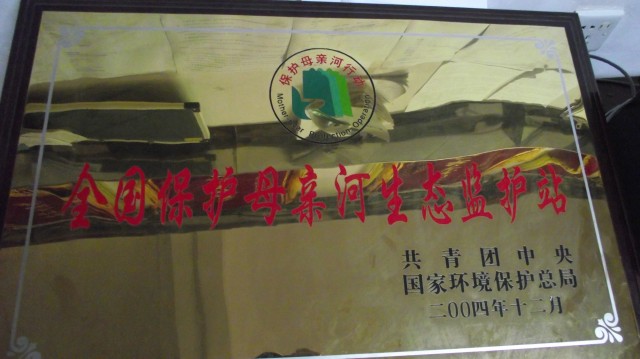 保护母亲河行动
全国保护母亲河生态监护站
共青团中央
国家环境保护总局
二00四年十二月